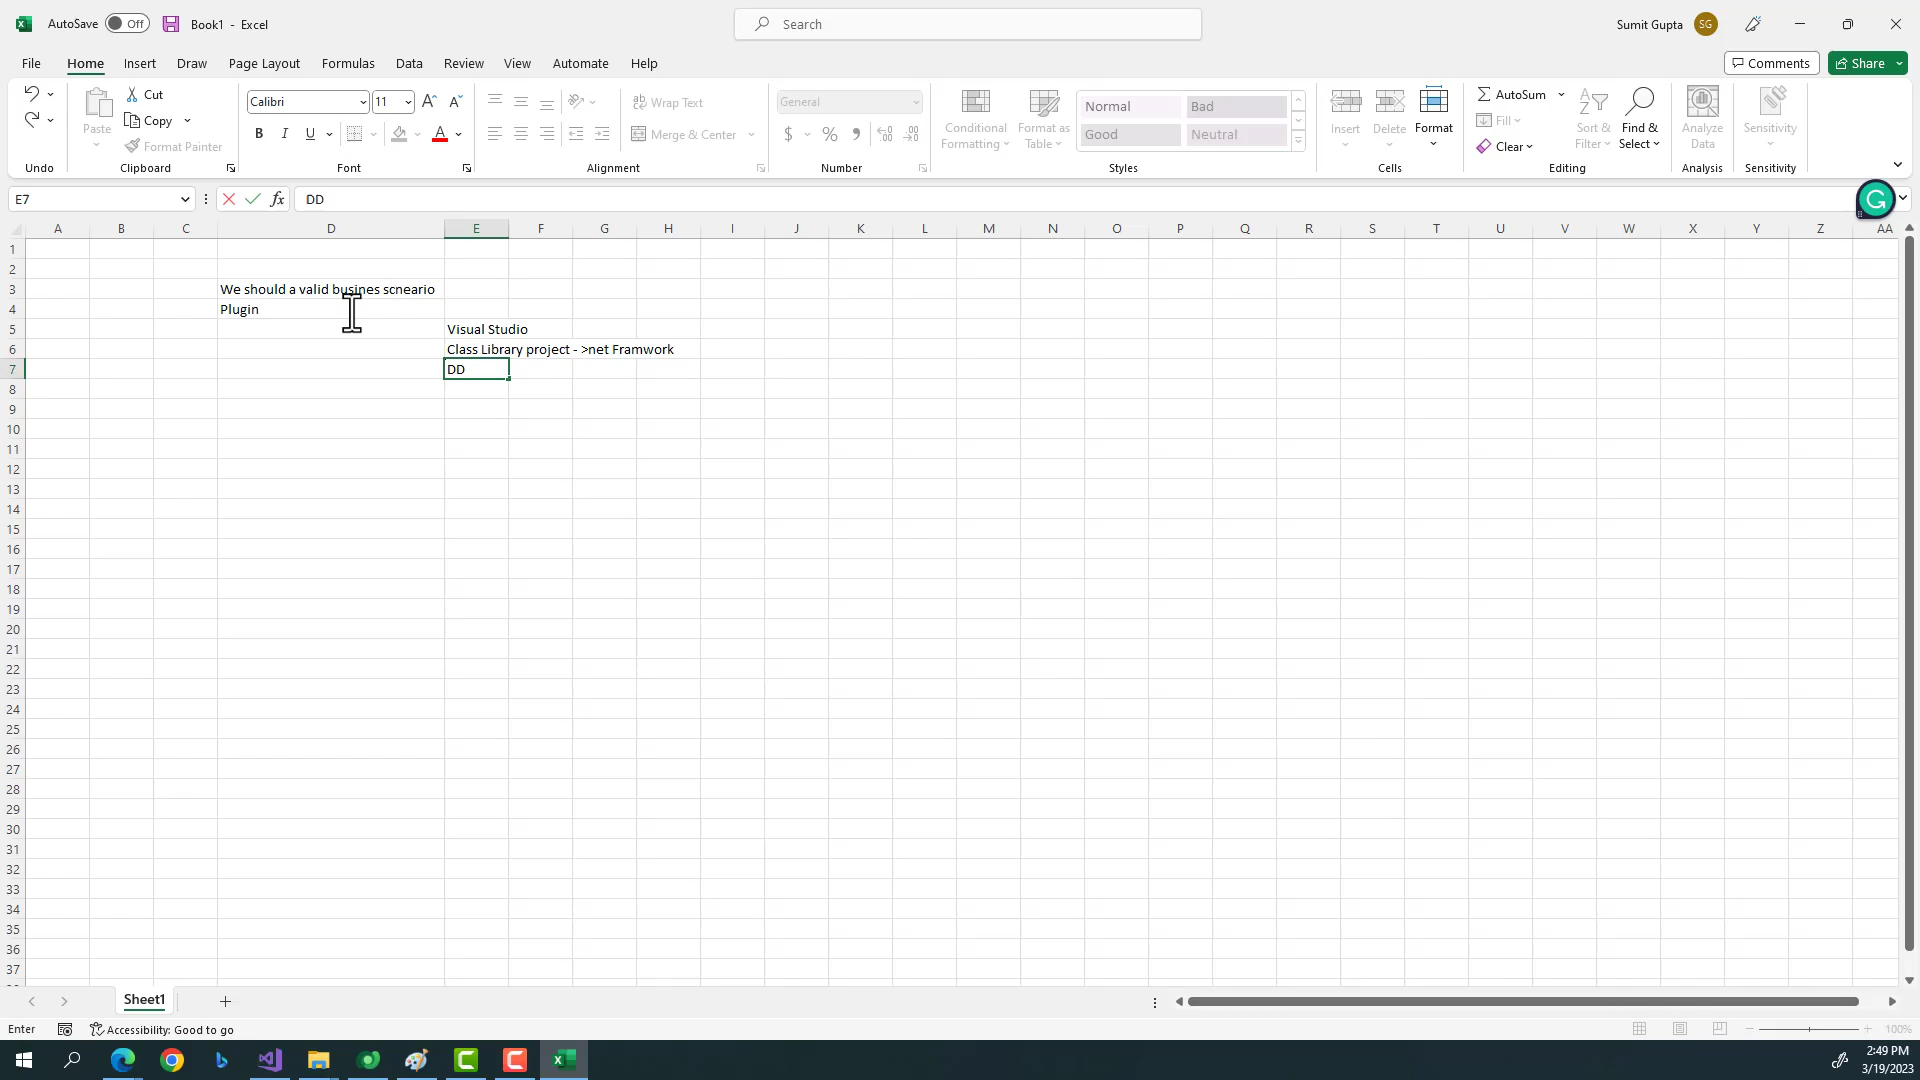 AutoSave Off Book1 - Excel Search Sumit Gupta SG
File Home Insert Draw Page Layout Formulas Data Review View Automate Help Comments Share
Paste Cut Copy Format Painter
Calibri 11 A A B I U A
Wrap Text Merge & Center
General $ % 9
Conditional Formatting Format as Table Normal Bad Good Neutral
Insert Delete Format
AutoSum Fill Clear Sort & Filter Find & Select
Analyze Data Sensitivity
Undo Clipboard Font Alignment Number Styles Cells Editing Analysis Sensitivity
E7 fx DD G
A B C D E F G H I J K L M N O P Q R S T U V W X Y Z AA
1
2
3 We should a valid busines scneario
4 Plugin
5 Visual Studio
6 Class Library project - >net Framwork
7 DD
8
9
10
11
12
13
14
15
16
17
18
19
20
21
22
23
24
25
26
27
28
29
30
31
32
33
34
35
36
37
Sheet1
Enter Accessibility: Good to go 100%
2:49 PM
3/19/2023